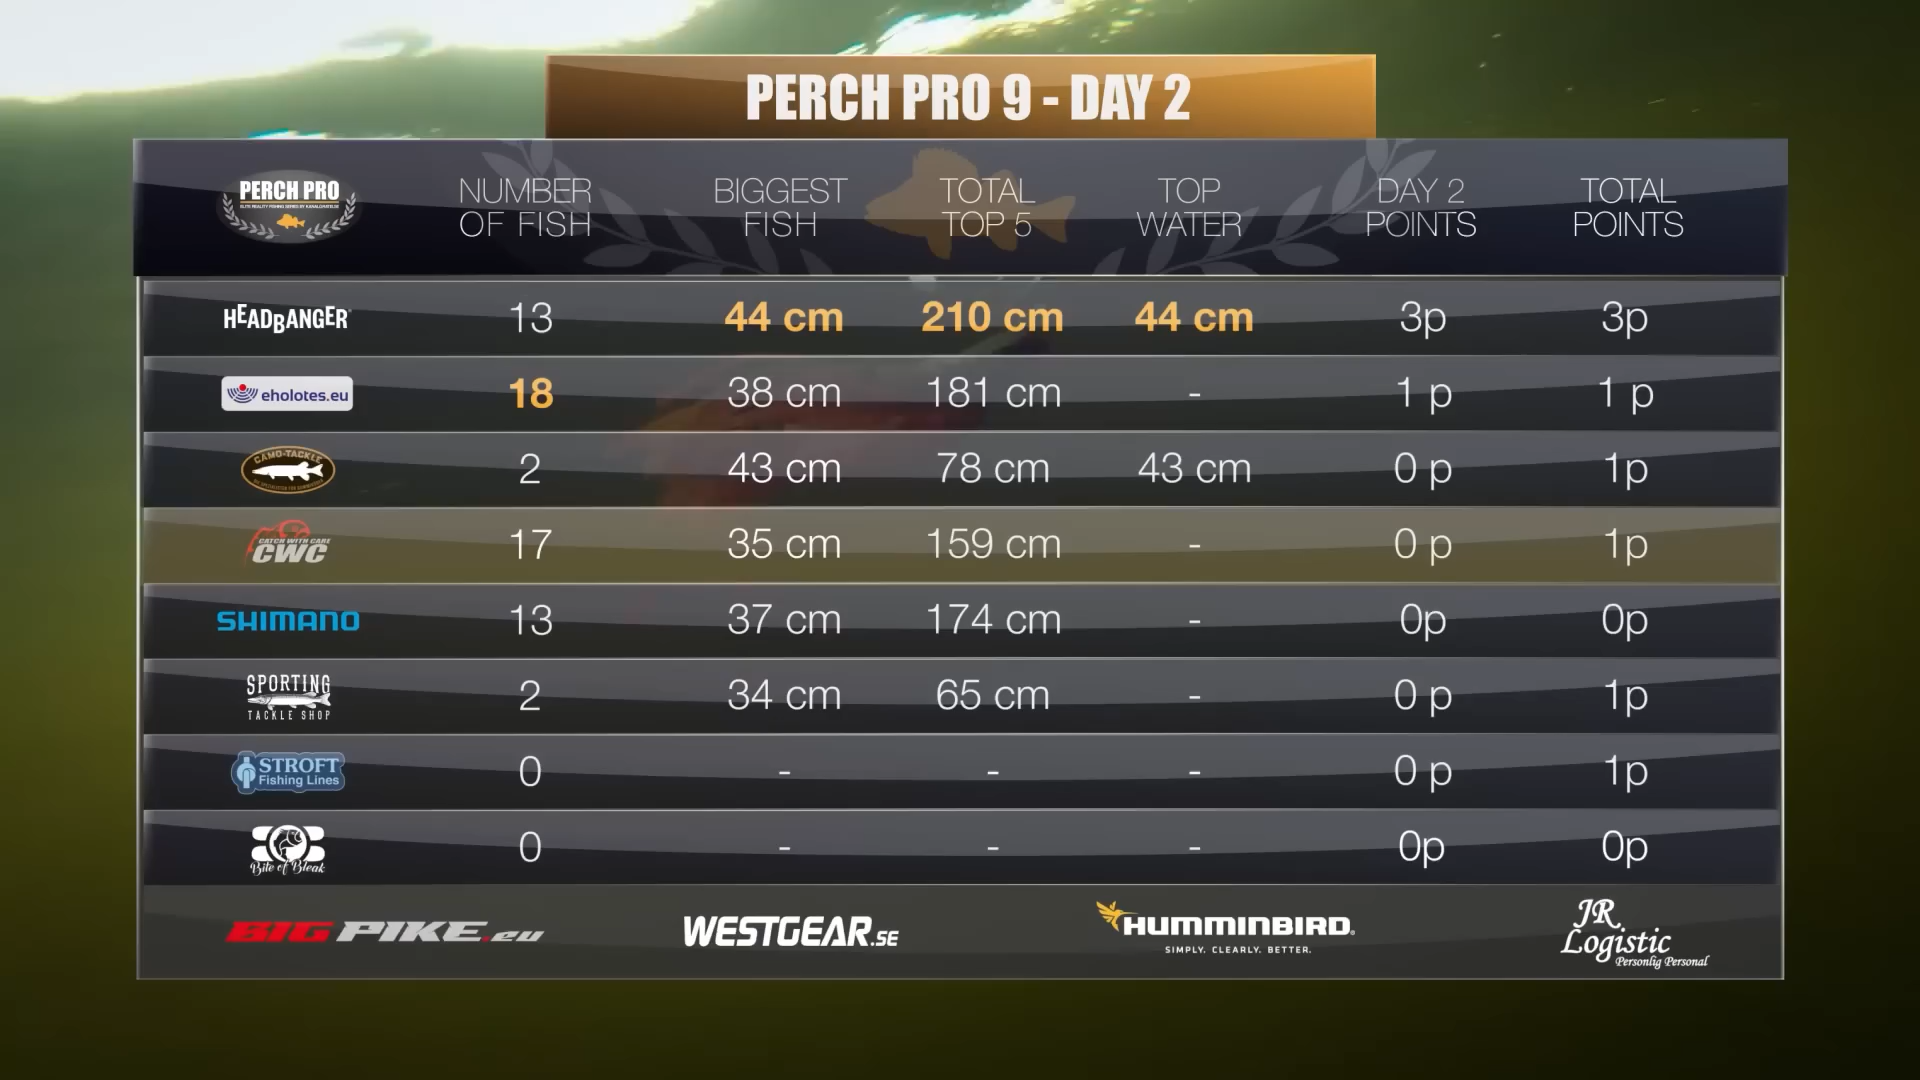 PERCH PRO 9 - DAY 2
PERCH PRO
NUMBER OF FISH
BIGGEST FISH
TOTAL TOP 5
TOP WATER
DAY 2 POINTS
TOTAL POINTS
HEADBANGER 13 44 cm 210 cm 44 cm 3p 3p
eholotes.eu 18 38 cm 181 cm - 1 p 1 p
CAMO-TACKLE 2 43 cm 78 cm 43 cm 0 p 1p
CATCH WITH CARE
CWC 17 35 cm 159 cm - 0 p 1p
SHIMANO 13 37 cm 174 cm - 0p 0p
SPORTING
TACKLE SHOP 2 34 cm 65 cm - 0 p 1p
STROFT
Fishing Lines 0 - - - 0 p 1p
Bite of Bleak 0 - - - 0p 0p
BIG PIKE.eu
WESTGEAR.SE
HUMMINBIRD
SIMPLY. CLEARLY. BETTER.
JR
Logistic
Personlig Personal